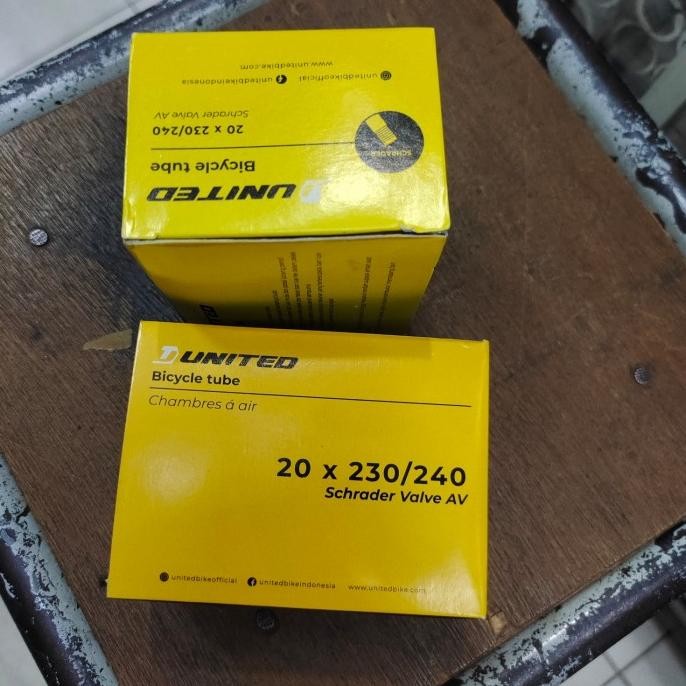 www.unitedbike.com
unitedbikeofficial unitedbikeindonesia
Schrader Valve AV
20 x 230/240
SCHRADER
Bicycle tube
UNITED
UNITED
UNITED
Bicycle tube
Chambres á air
20 x 230/240
Schrader Valve AV
unitedbikeofficial unitedbikeindonesia www.unitedbike.com